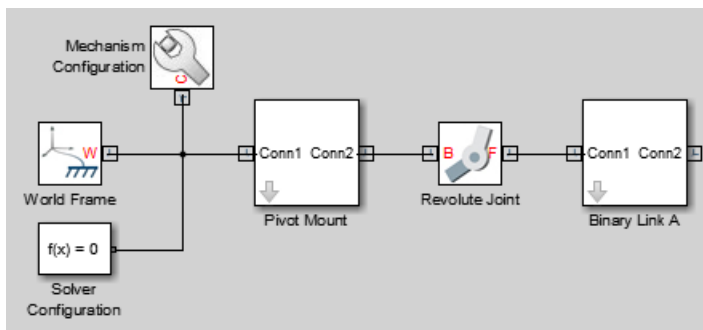 Mechanism
Configuration
C
W
World Frame
Conn1 Conn2
Pivot Mount
B F
Revolute Joint
Conn1 Conn2
Binary Link A
f(x) = 0
Solver
Configuration